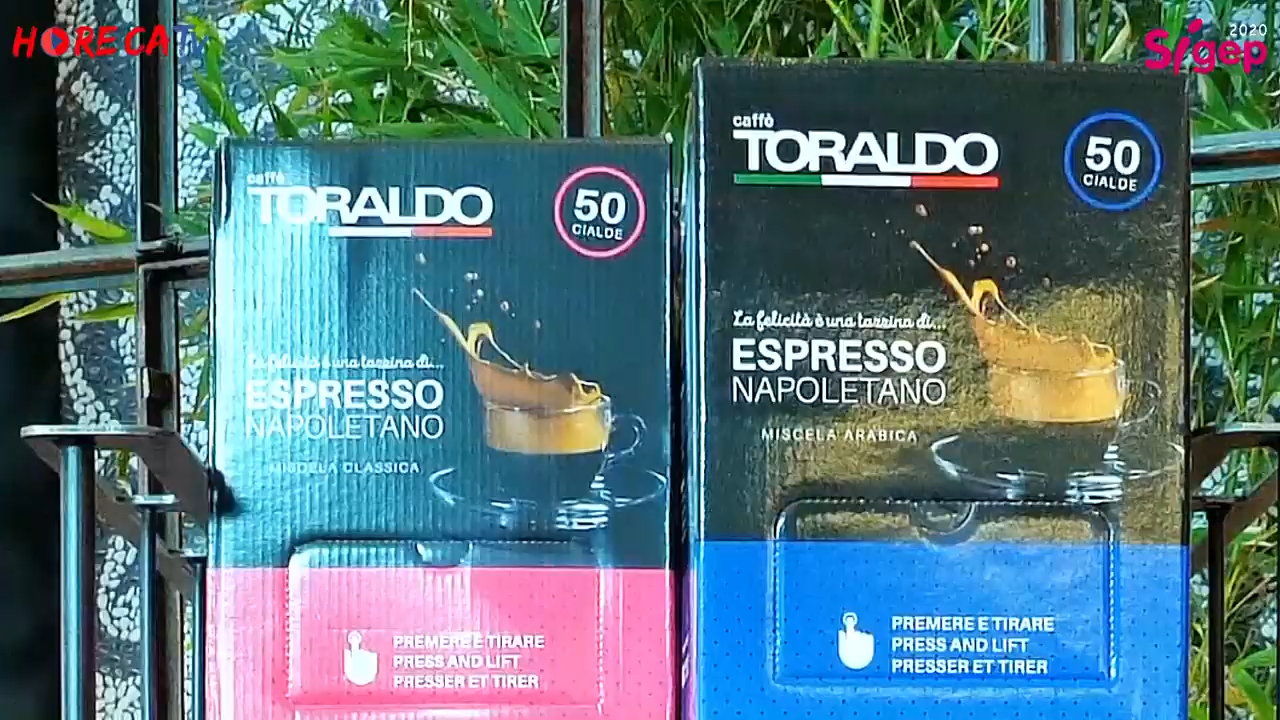 HORECATV
2020
Sigep
caffè
TORALDO
50
CIALDE
La felicità è una tazzina di...
ESPRESSO
NAPOLETANO
MISCELA CLASSICA
PREMERE E TIRARE
PRESS AND LIFT
PRESSER ET TIRER
caffè
TORALDO
50
CIALDE
La felicità è una tazzina di...
ESPRESSO
NAPOLETANO
MISCELA ARABICA
PREMERE E TIRARE
PRESS AND LIFT
PRESSER ET TIRER